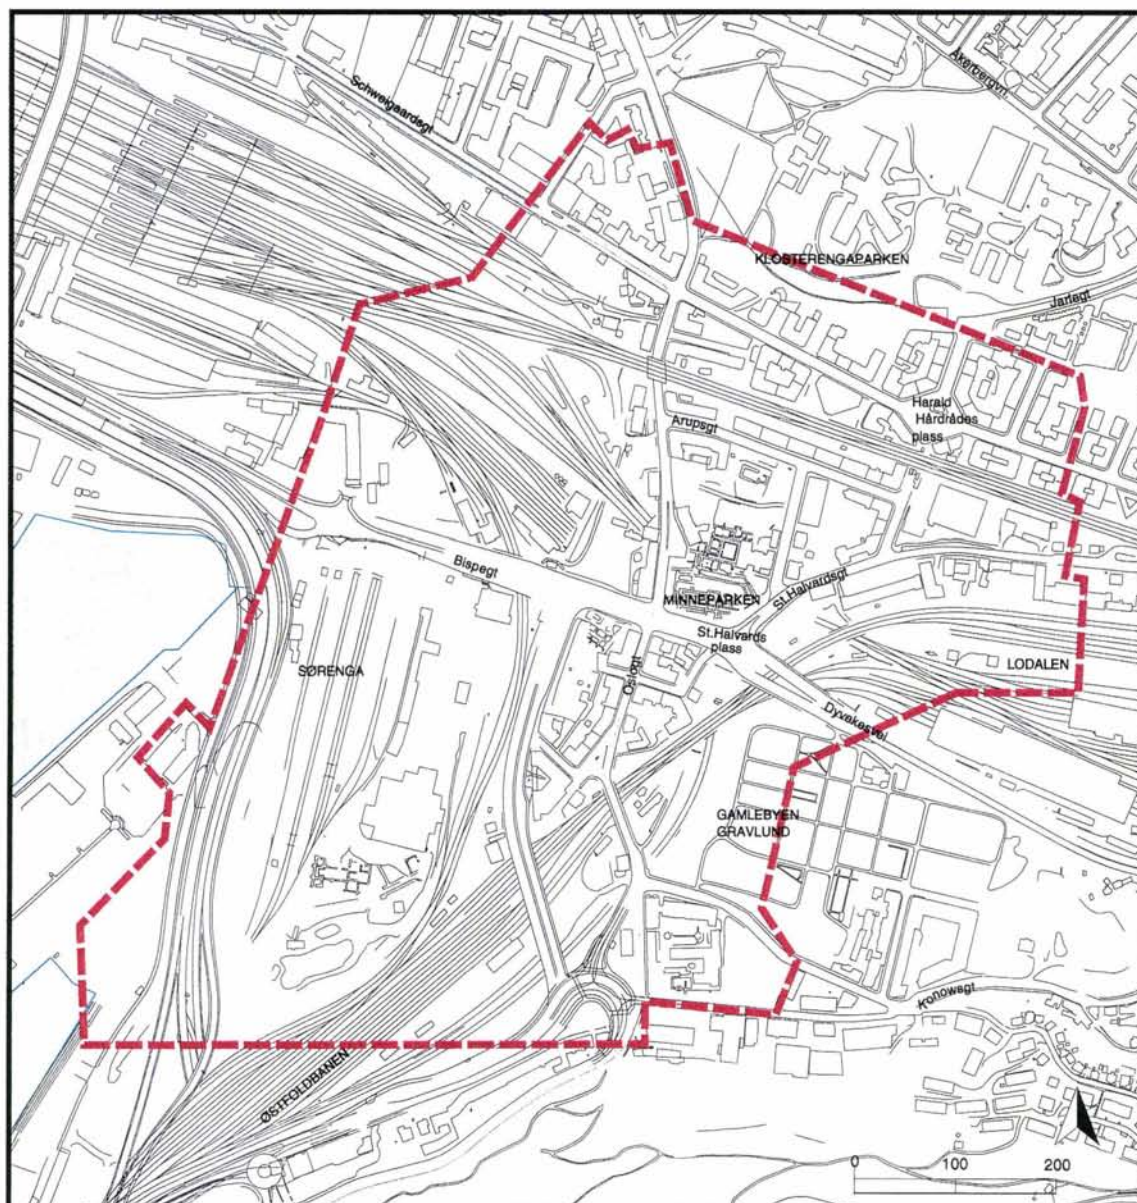 Åkerbergvn
Schweigaardsgt
KLOSTERENGAPARKEN
Jarlegt
Harald
Hårdrådes
plass
Arupsgt
Bispegt
MINNEPARKEN
St.Halvardsgt
St.Halvards
plass
Oslogt
SØRENGA
LODALEN
Dyvekesvei
GAMLEBYEN
GRAVLUND
Konowsgt
ØSTFOLDBANEN
0 100 200